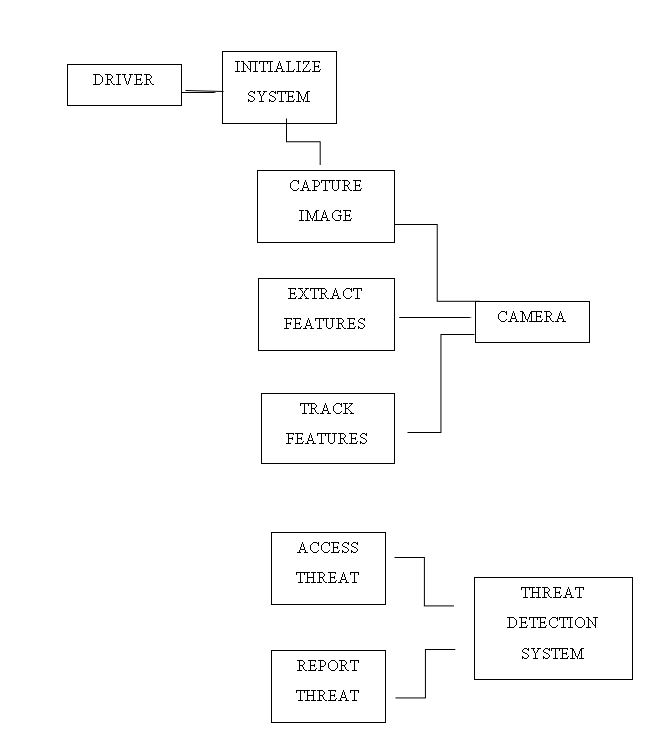 DRIVER
INITIALIZE
SYSTEM
CAPTURE
IMAGE
EXTRACT
FEATURES
CAMERA
TRACK
FEATURES
ACCESS
THREAT
THREAT
DETECTION
SYSTEM
REPORT
THREAT